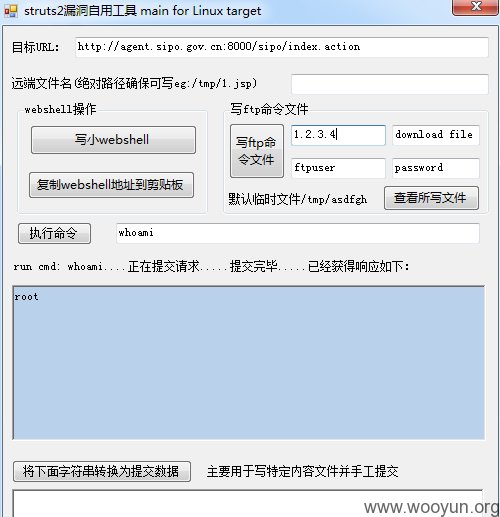 struts2漏洞自用工具 main for Linux target
目标URL: http://agent.sipo.gov.cn:8000/sipo/index.action
远端文件名(绝对路径确保可写eg:/tmp/1.jsp)
webshell操作
写小webshell
复制webshell地址到剪贴板
写ftp命令文件
写ftp命
令文件
1.2.3.4 download file
ftpuser password
默认临时文件/tmp/asdfgh 查看所写文件
执行命令 whoami
run cmd: whoami....正在提交请求.....提交完毕.....已经获得响应如下:
root
将下面字符串转换为提交数据 主要用于写特定内容文件并手工提交
www.wooyun.org